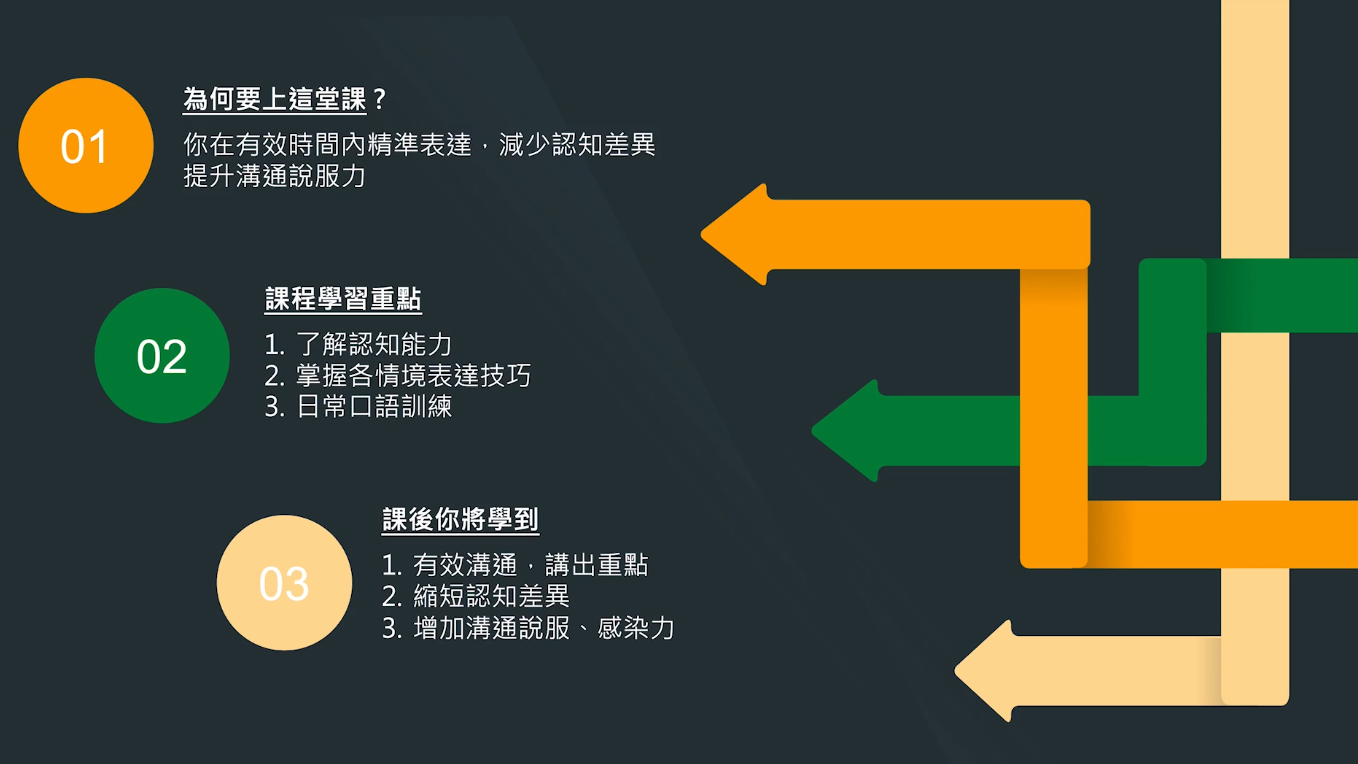 01
為何要上這堂課？
你在有效時間內精準表達，減少認知差異
提升溝通說服力
02
課程學習重點
1. 了解認知能力
2. 掌握各情境表達技巧
3. 日常口語訓練
03
課後你將學到
1. 有效溝通，講出重點
2. 縮短認知差異
3. 增加溝通說服、感染力